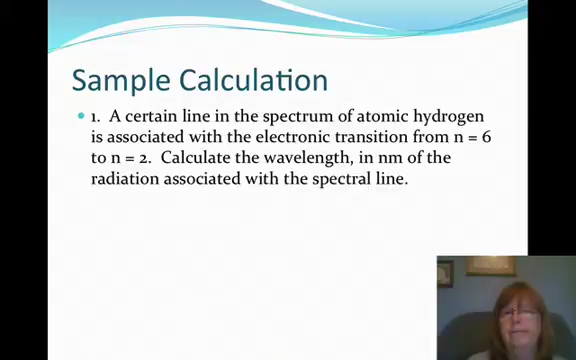 Sample Calculation
1. A certain line in the spectrum of atomic hydrogen
is associated with the electronic transition from n = 6
to n = 2. Calculate the wavelength, in nm of the
radiation associated with the spectral line.